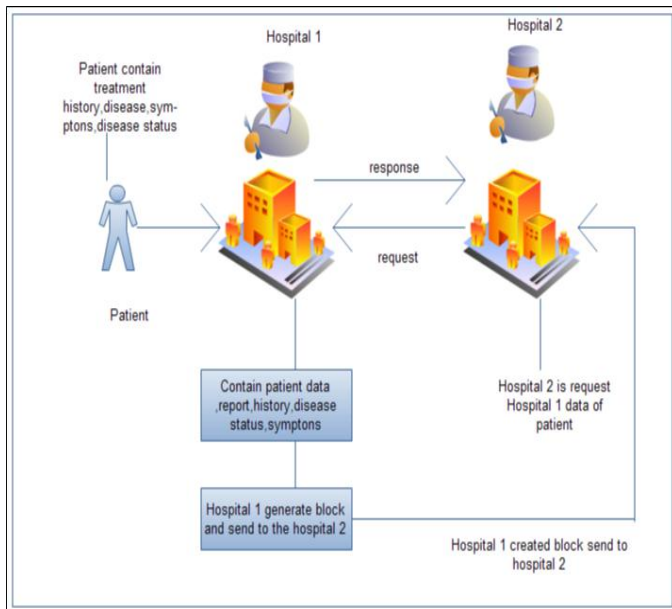 Hospital 1
Hospital 2
Patient contain
treatment
history,disease,sym-
ptons,disease status
response
request
Patient
Contain patient data
,report,history,disease
status,symptons
Hospital 2 is request
Hospital 1 data of
patient
Hospital 1 generate block
and send to the hospital 2
Hospital 1 created block send to
hospital 2